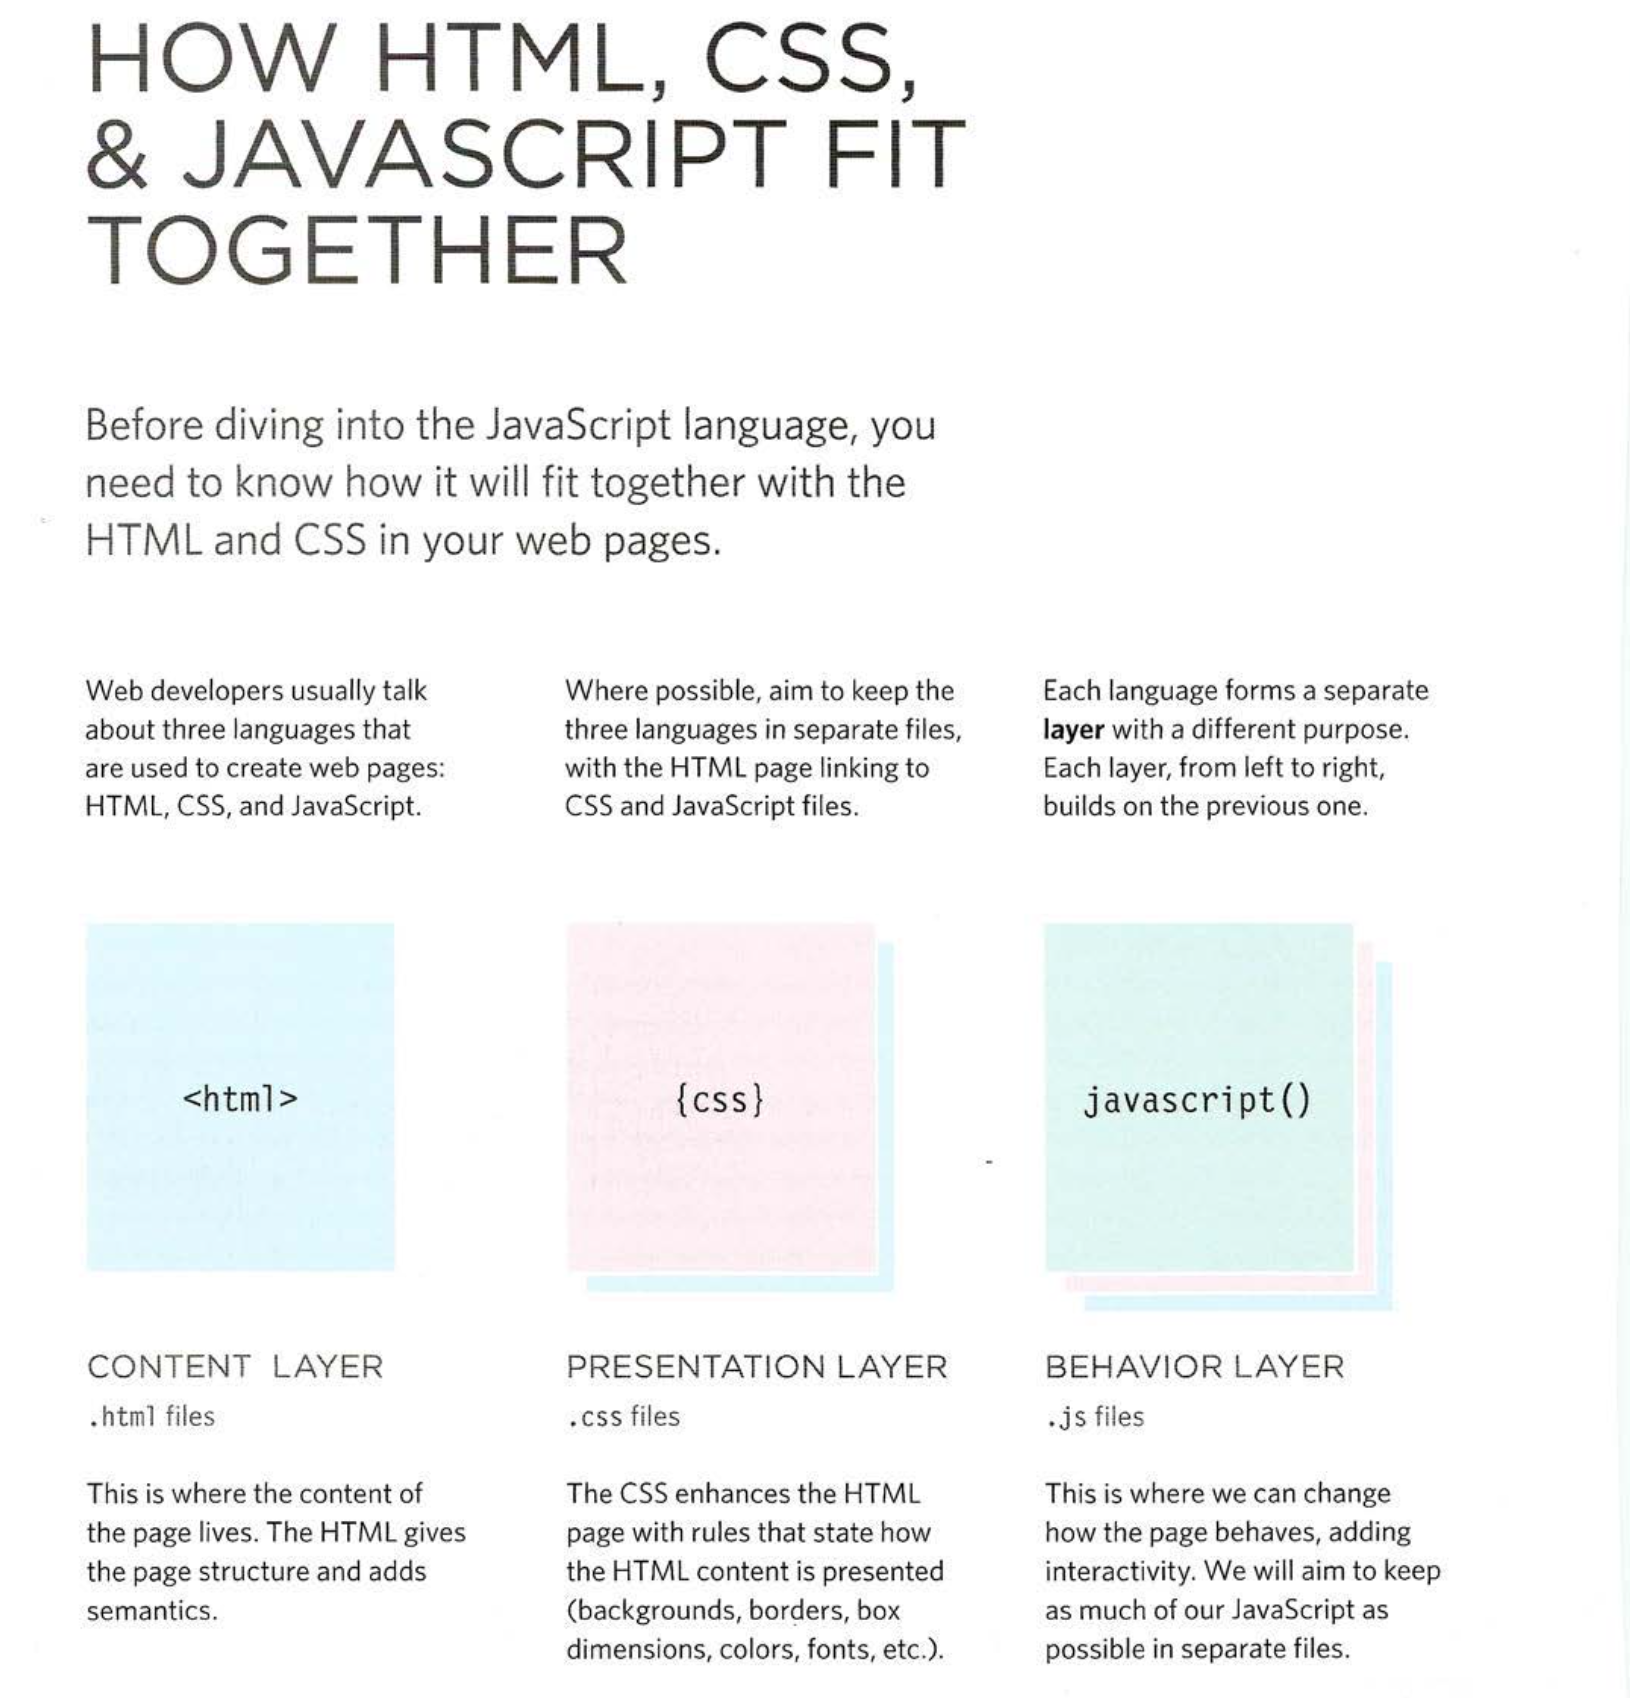 HOW HTML, CSS,
& JAVASCRIPT FIT
TOGETHER
Before diving into the JavaScript language, you
need to know how it will fit together with the
HTML and CSS in your web pages.
Web developers usually talk
about three languages that
are used to create web pages:
HTML, CSS, and JavaScript.
Where possible, aim to keep the
three languages in separate files,
with the HTML page linking to
CSS and JavaScript files.
Each language forms a separate
layer with a different purpose.
Each layer, from left to right,
builds on the previous one.
<html>
{css}
javascript()
CONTENT LAYER
.html files
This is where the content of
the page lives. The HTML gives
the page structure and adds
semantics.
PRESENTATION LAYER
.css files
The CSS enhances the HTML
page with rules that state how
the HTML content is presented
(backgrounds, borders, box
dimensions, colors, fonts, etc.).
BEHAVIOR LAYER
.js files
This is where we can change
how the page behaves, adding
interactivity. We will aim to keep
as much of our JavaScript as
possible in separate files.